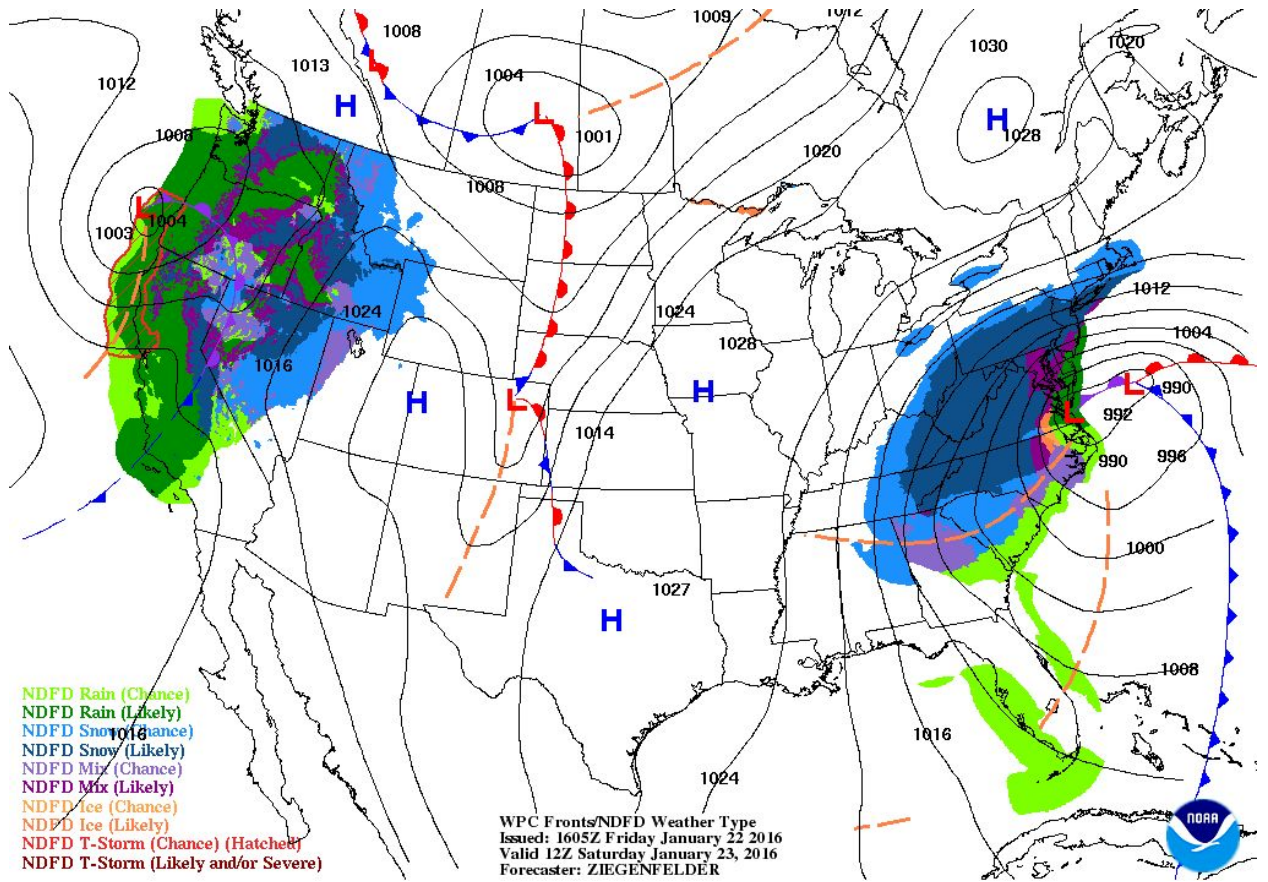 1008
1009
1012
1030
1020
1013
1012
1004
H
L
L
H
1001
1028
1008
1020
1008
L
1004
1003
1012
1024
1024
1004
1028
1016
L
990
H
L
H
L
992
1014
990
996
1000
1027
H
1008
NDFD Rain (Chance)
NDFD Rain (Likely)
NDFD Snow (Chance)
1016
1016
NDFD Snow (Likely)
NDFD Mix (Chance)
1024
NDFD Mix (Likely)
NDFD Ice (Chance)
NDFD Ice (Likely)
NDFD T-Storm (Chance) (Hatched)
NDFD T-Storm (Likely and/or Severe)
WPC Fronts/NDFD Weather Type
Issued: 1605Z Friday January 22 2016
Valid 12Z Saturday January 23, 2016
Forecaster: ZIEGENFELDER
NOAA